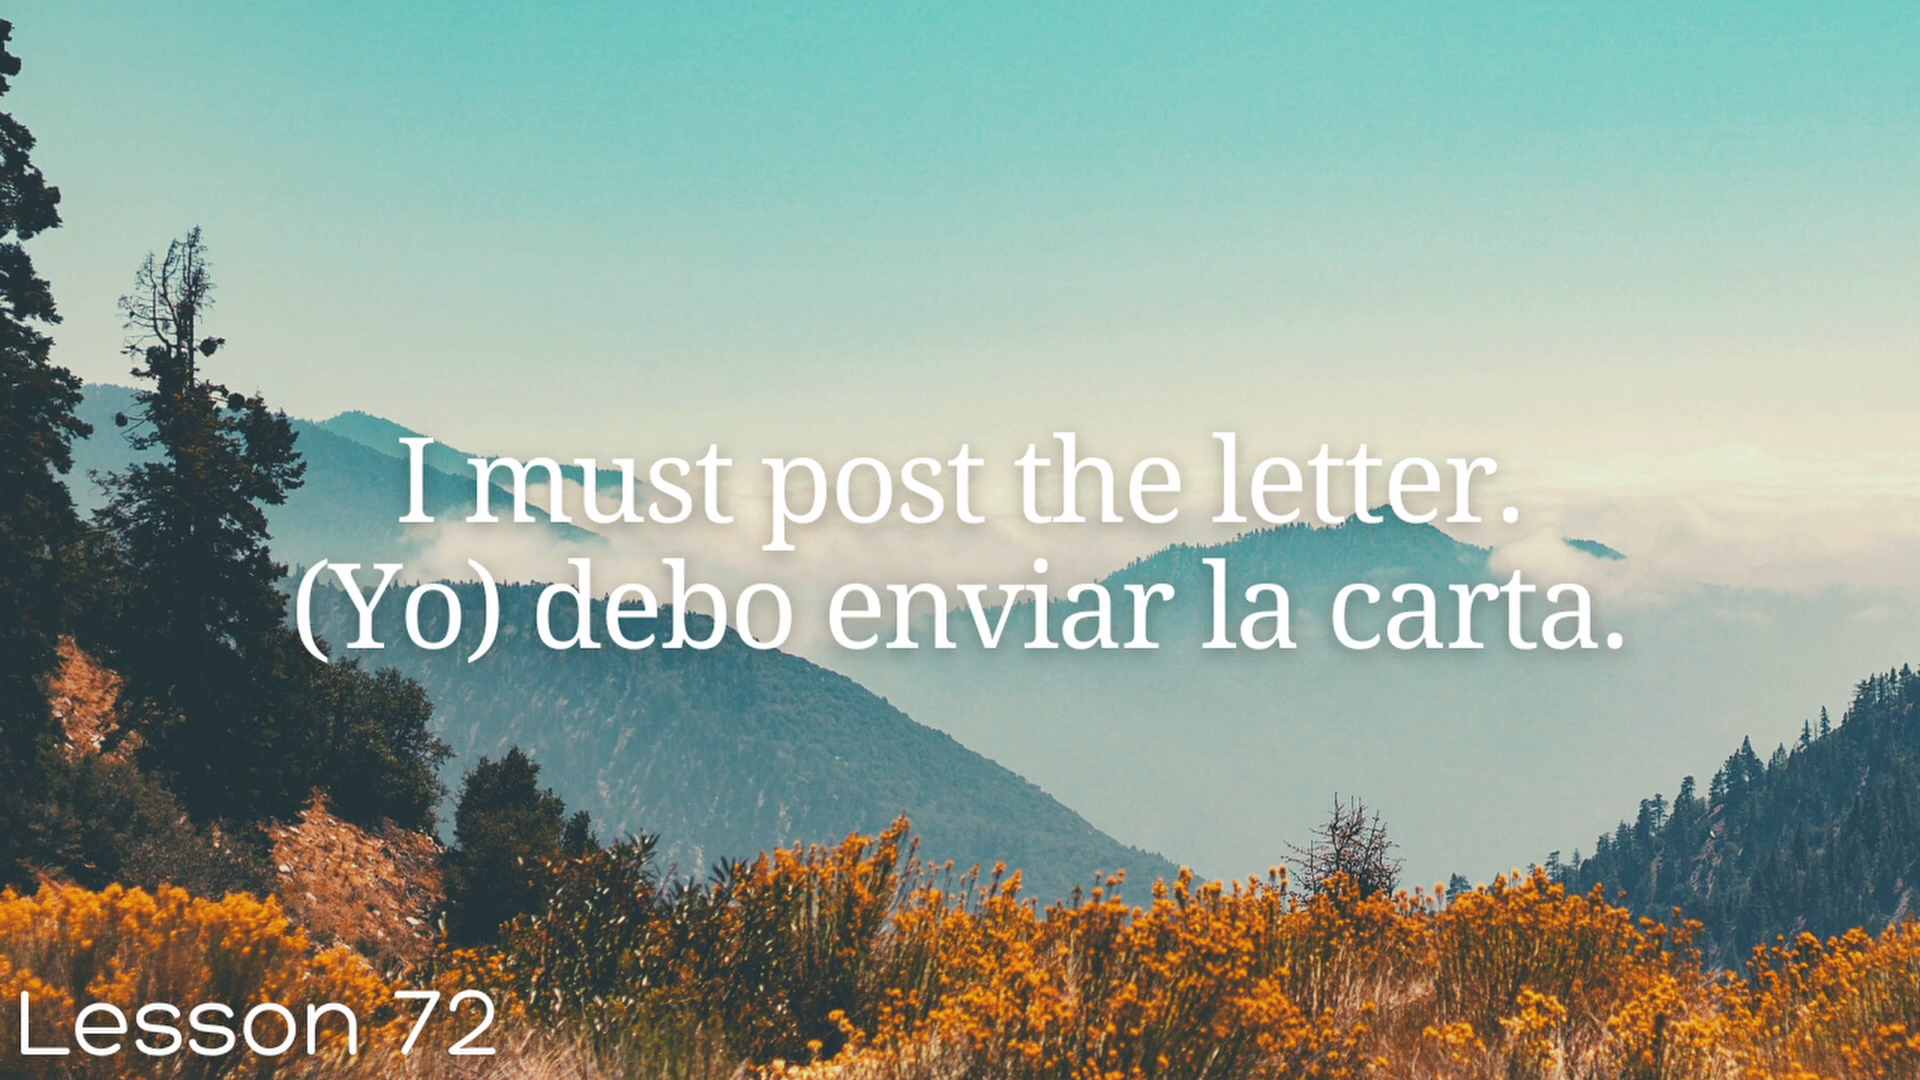 I must post the letter.
(Yo) debo enviar la carta.
Lesson 72